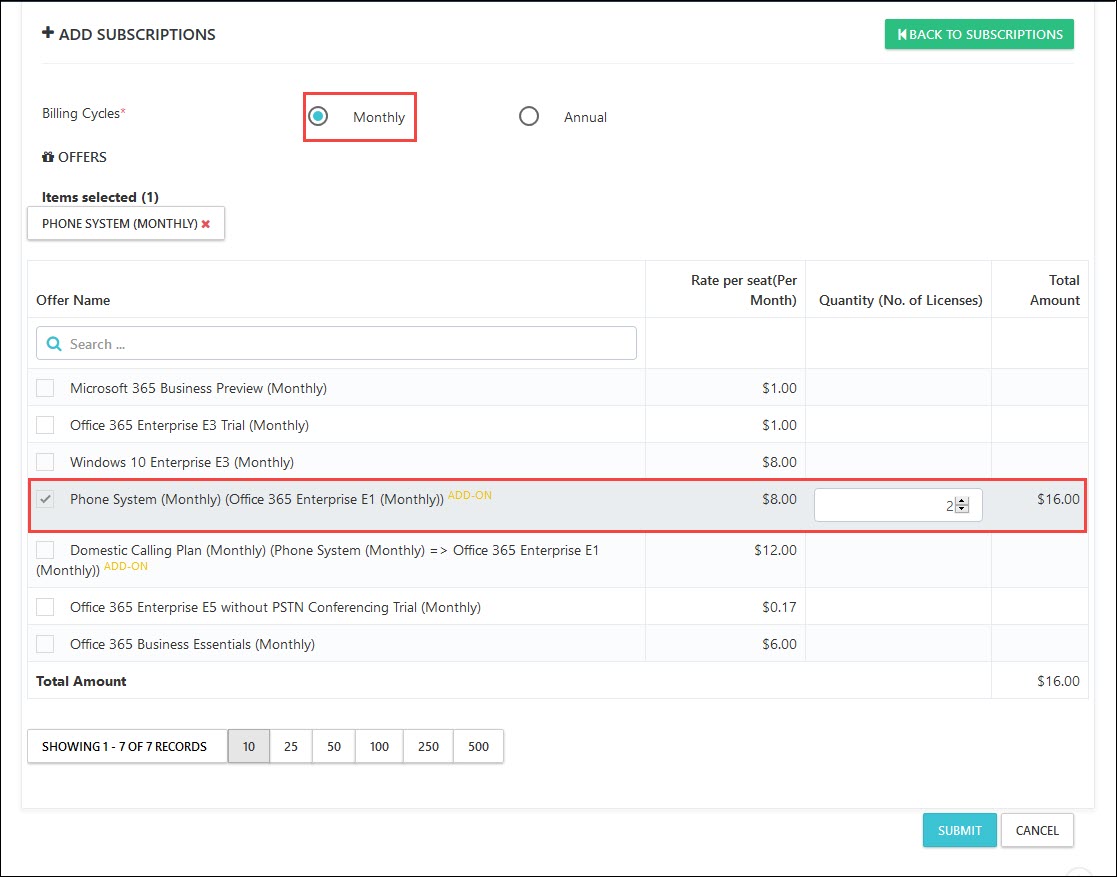 ADD SUBSCRIPTIONS
BACK TO SUBSCRIPTIONS
Billing Cycles*
Monthly
Annual
OFFERS
Items selected (1)
PHONE SYSTEM (MONTHLY)
Offer Name
Rate per seat(Per
Month)
Quantity (No. of Licenses)
Total
Amount
Search ...
Microsoft 365 Business Preview (Monthly) $1.00
Office 365 Enterprise E3 Trial (Monthly) $1.00
Windows 10 Enterprise E3 (Monthly) $8.00
Phone System (Monthly) (Office 365 Enterprise E1 (Monthly)) ADD-ON $8.00 2 $16.00
Domestic Calling Plan (Monthly) (Phone System (Monthly) => Office 365 Enterprise E1 $12.00
(Monthly)) ADD-ON
Office 365 Enterprise E5 without PSTN Conferencing Trial (Monthly) $0.17
Office 365 Business Essentials (Monthly) $6.00
Total Amount $16.00
SHOWING 1 - 7 OF 7 RECORDS 10 25 50 100 250 500
SUBMIT CANCEL